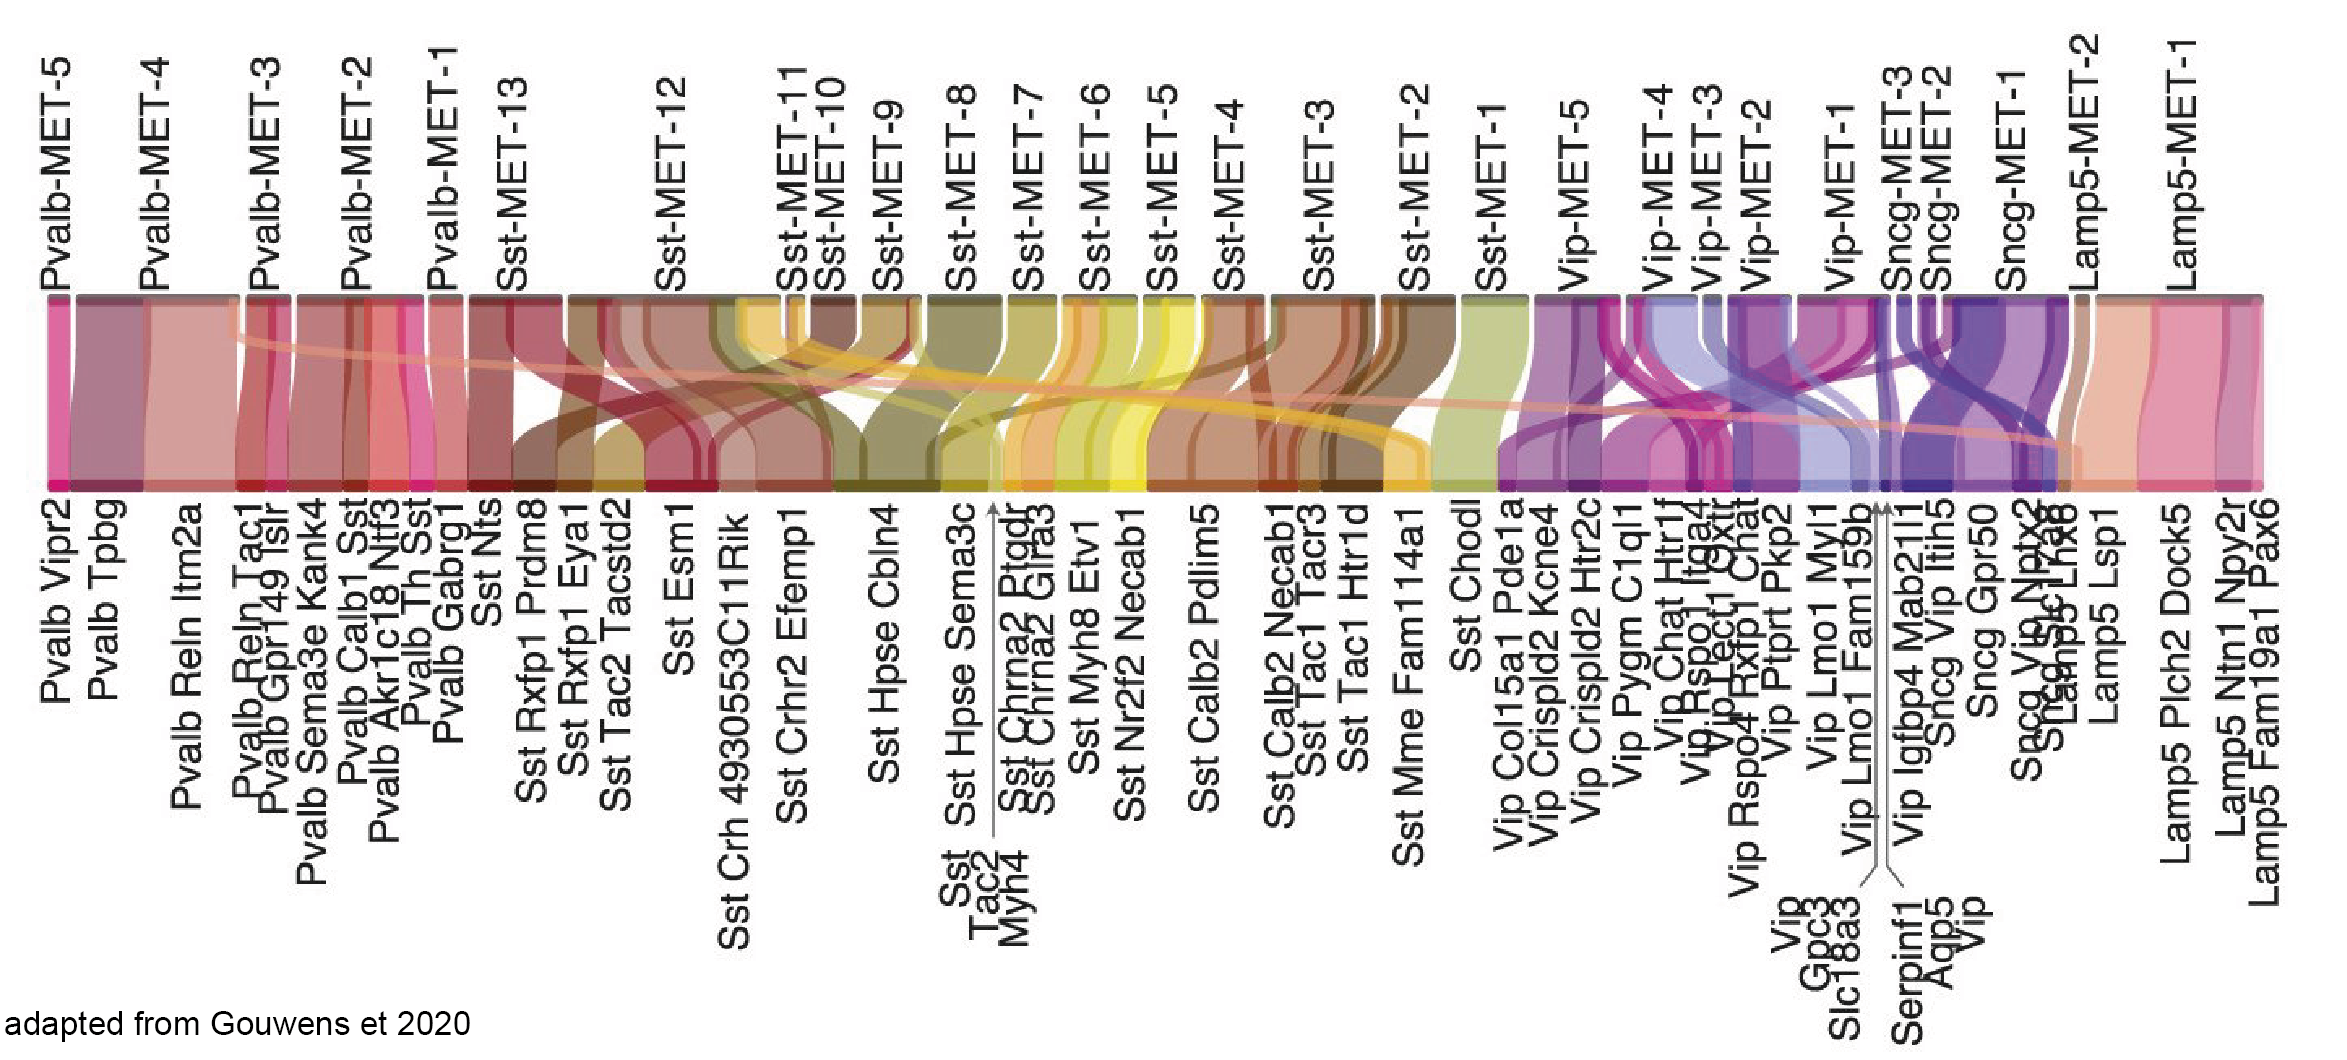 Pvalb-MET-5
Pvalb-MET-4
Pvalb-MET-3
Pvalb-MET-2
Pvalb-MET-1
Sst-MET-13
Sst-MET-12
Sst-MET-11
Sst-MET-10
Sst-MET-9
Sst-MET-8
Sst-MET-7
Sst-MET-6
Sst-MET-5
Sst-MET-4
Sst-MET-3
Sst-MET-2
Sst-MET-1
Vip-MET-5
Vip-MET-4
Vip-MET-3
Vip-MET-2
Vip-MET-1
Sncg-MET-3
Sncg-MET-2
Sncg-MET-1
Lamp5-MET-2
Lamp5-MET-1
Pvalb Vipr2
Pvalb Tpbg
Pvalb Reln Itm2a
Pvalb Reln Tac1
Pvalb Gpr149 Islr
Pvalb Sema3e Kank4
Pvalb Calb1 Sst
Pvalb Akr1c18 Ntf3
Pvalb Th Sst
Pvalb Gabrg1
Sst Nts
Sst Rxfp1 Prdm8
Sst Rxfp1 Eya1
Sst Tac2 Tacstd2
Sst Esm1
Sst Crh 4930553C11Rik
Sst Crhr2 Efemp1
Sst Hpse Cbln4
Sst Hpse Sema3c
Sst
Tac2
Myh4
Sst Chrna2 Ptgdr
Sst Chrna2 Glra3
Sst Myh8 Etv1
Sst Nr2f2 Necab1
Sst Calb2 Pdlim5
Sst Calb2 Necab1
Sst Tac1 Tacr3
Sst Tac1 Htr1d
Sst Mme Fam114a1
Sst Chodl
Vip Col15a1 Pde1a
Vip Crispld2 Kcne4
Vip Crispld2 Htr2c
Vip Pygm C1ql1
Vip Chat Htr1f
Vip Rspo1 Itga4
Vip Lect1 Oxtr
Vip Rspo4 Rxfp1 Chat
Vip Ptprt Pkp2
Vip Lmo1 Myl1
Vip Lmo1 Fam159b
Vip
Gpc3
Slc18a3
Serpinf1
Aqp5
Vip
Vip Igfbp4 Mab21l1
Sncg Vip Itih5
Sncg Gpr50
Sncg Vip Nptx2
Sncg
Lamp5 Lhx6
Lamp5 Lsp1
Lamp5 Plch2 Dock5
Lamp5 Ntn1 Npy2r
Lamp5 Fam19a1 Pax6
adapted from Gouwens et 2020